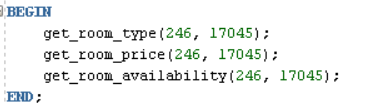 BEGIN
    get_room_type(246, 17045);
    get_room_price(246, 17045);
    get_room_availability(246, 17045);
END;